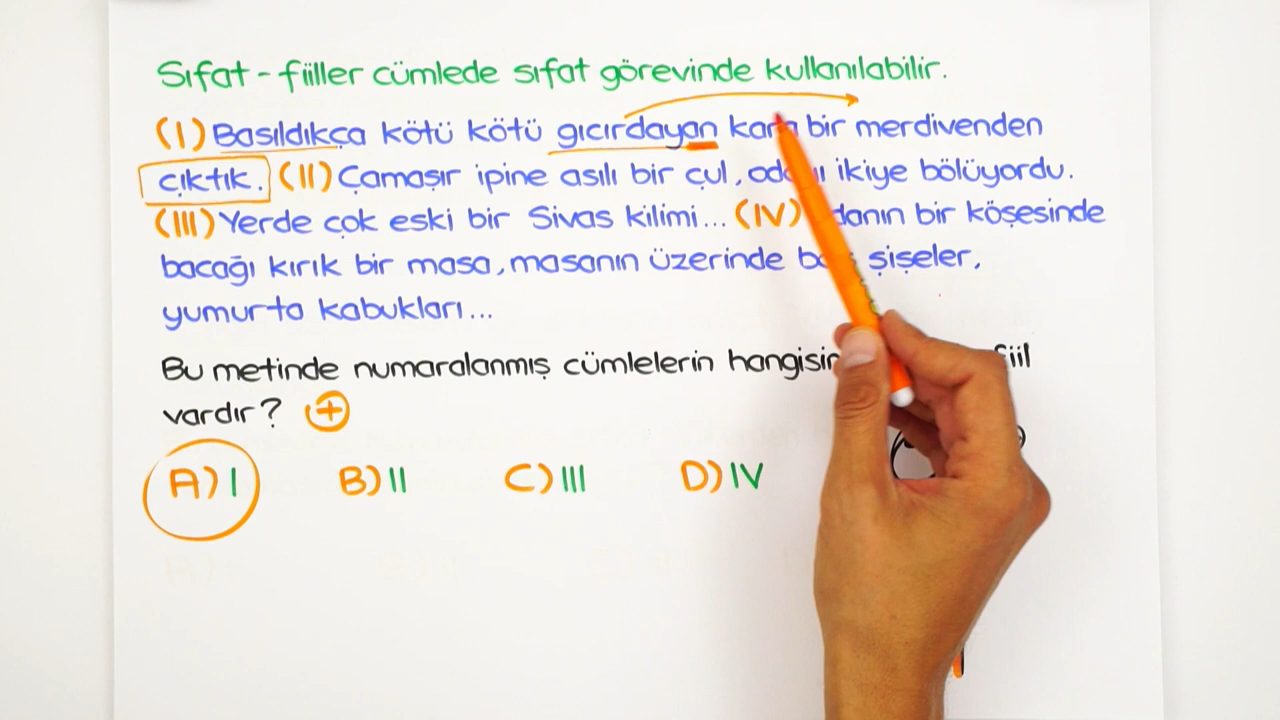 Sıfat - fiiller cümlede sıfat görevinde kullanılabilir.
(I) Basıldıkça kötü kötü gıcırdayan bir merdivenden
çıktık. (II) Çamaşır ipine asılı bir çul, ikiye bölüyordu.
(III) Yerde çok eski bir Sivas kilimi... (IV) bir köşesinde
bacağı kırık bir masa, masanın üzerinde şişeler,
yumurta kabukları...
Bu metinde numaralanmış cümlelerin
vardır? +
A) I B) II C) III D) IV